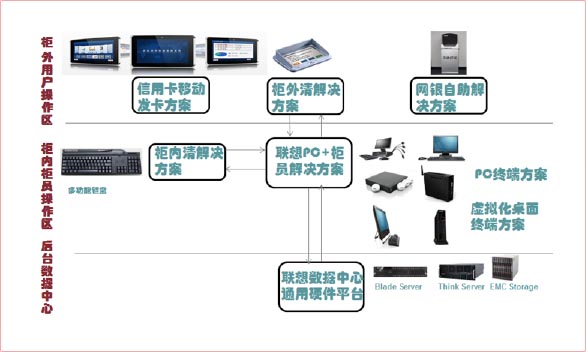 柜外用户操作区
信用卡移动
发卡方案
柜外清解决
方案
网银自助解
决方案
柜内柜员操作区
多功能键盘
柜内清解决
方案
联想PC+柜
员解决方案
PC终端方案
虚拟化桌面
终端方案
后台数据中心
联想数据中心
通用硬件平台
Blade Server
Think Server
EMC Storage